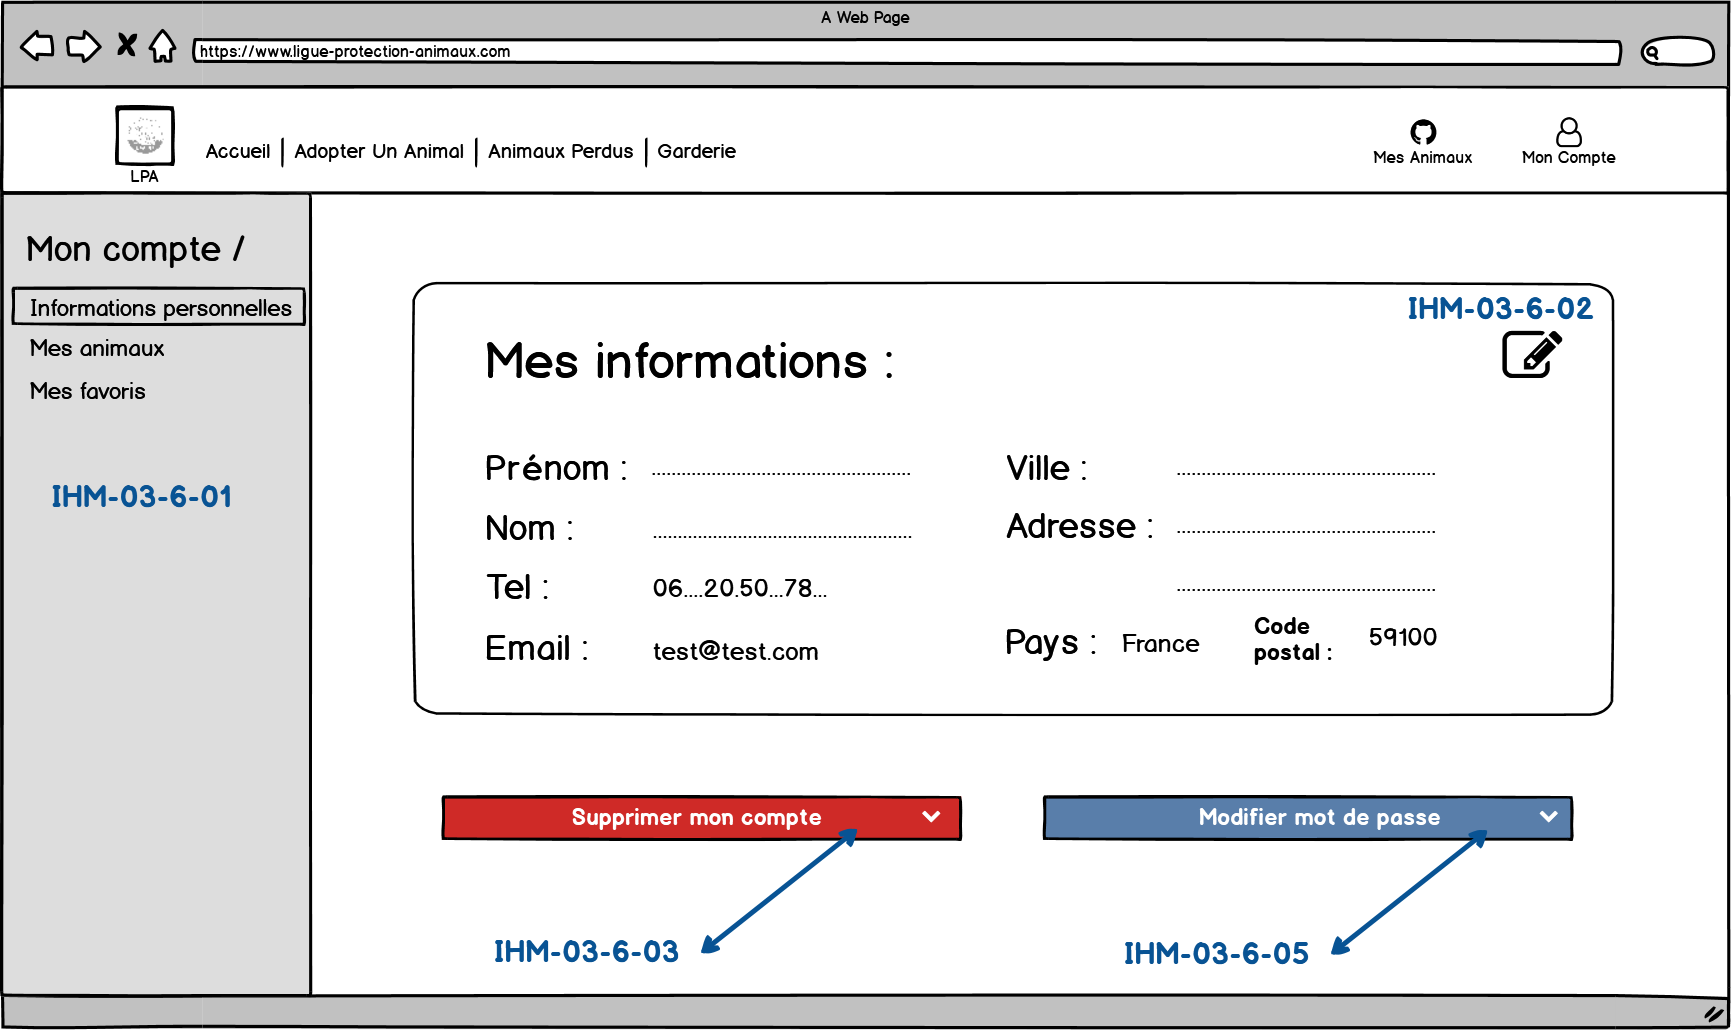 A Web Page
https://www.ligue-protection-animaux.com
LPA
Accueil | Adopter Un Animal | Animaux Perdus | Garderie
Mes Animaux
Mon Compte
Mon compte /
Informations personnelles
Mes animaux
Mes favoris
IHM-03-6-01
IHM-03-6-02
Mes informations :
Prénom : ................................................
Nom : ................................................
Tel : 06....20.50...78...
Email : test@test.com
Ville : ................................................
Adresse : ................................................
................................................
Pays : France
Code
postal : 59100
Supprimer mon compte
Modifier mot de passe
IHM-03-6-03
IHM-03-6-05